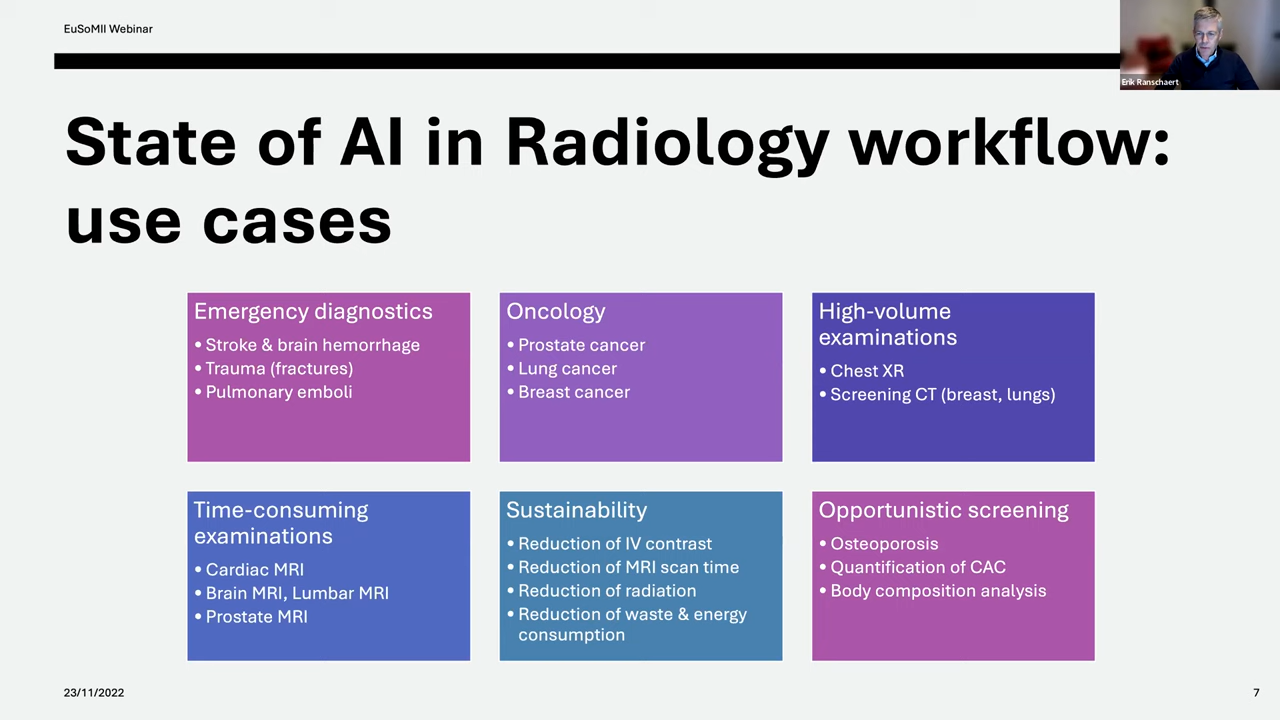 EuSoMII Webinar
Erik Ranschaert
State of AI in Radiology workflow:
use cases
Emergency diagnostics
• Stroke & brain hemorrhage
• Trauma (fractures)
• Pulmonary emboli
Oncology
• Prostate cancer
• Lung cancer
• Breast cancer
High-volume
examinations
• Chest XR
• Screening CT (breast, lungs)
Time-consuming
examinations
• Cardiac MRI
• Brain MRI, Lumbar MRI
• Prostate MRI
Sustainability
• Reduction of IV contrast
• Reduction of MRI scan time
• Reduction of radiation
• Reduction of waste & energy
consumption
Opportunistic screening
• Osteoporosis
• Quantification of CAC
• Body composition analysis
23/11/2022
7